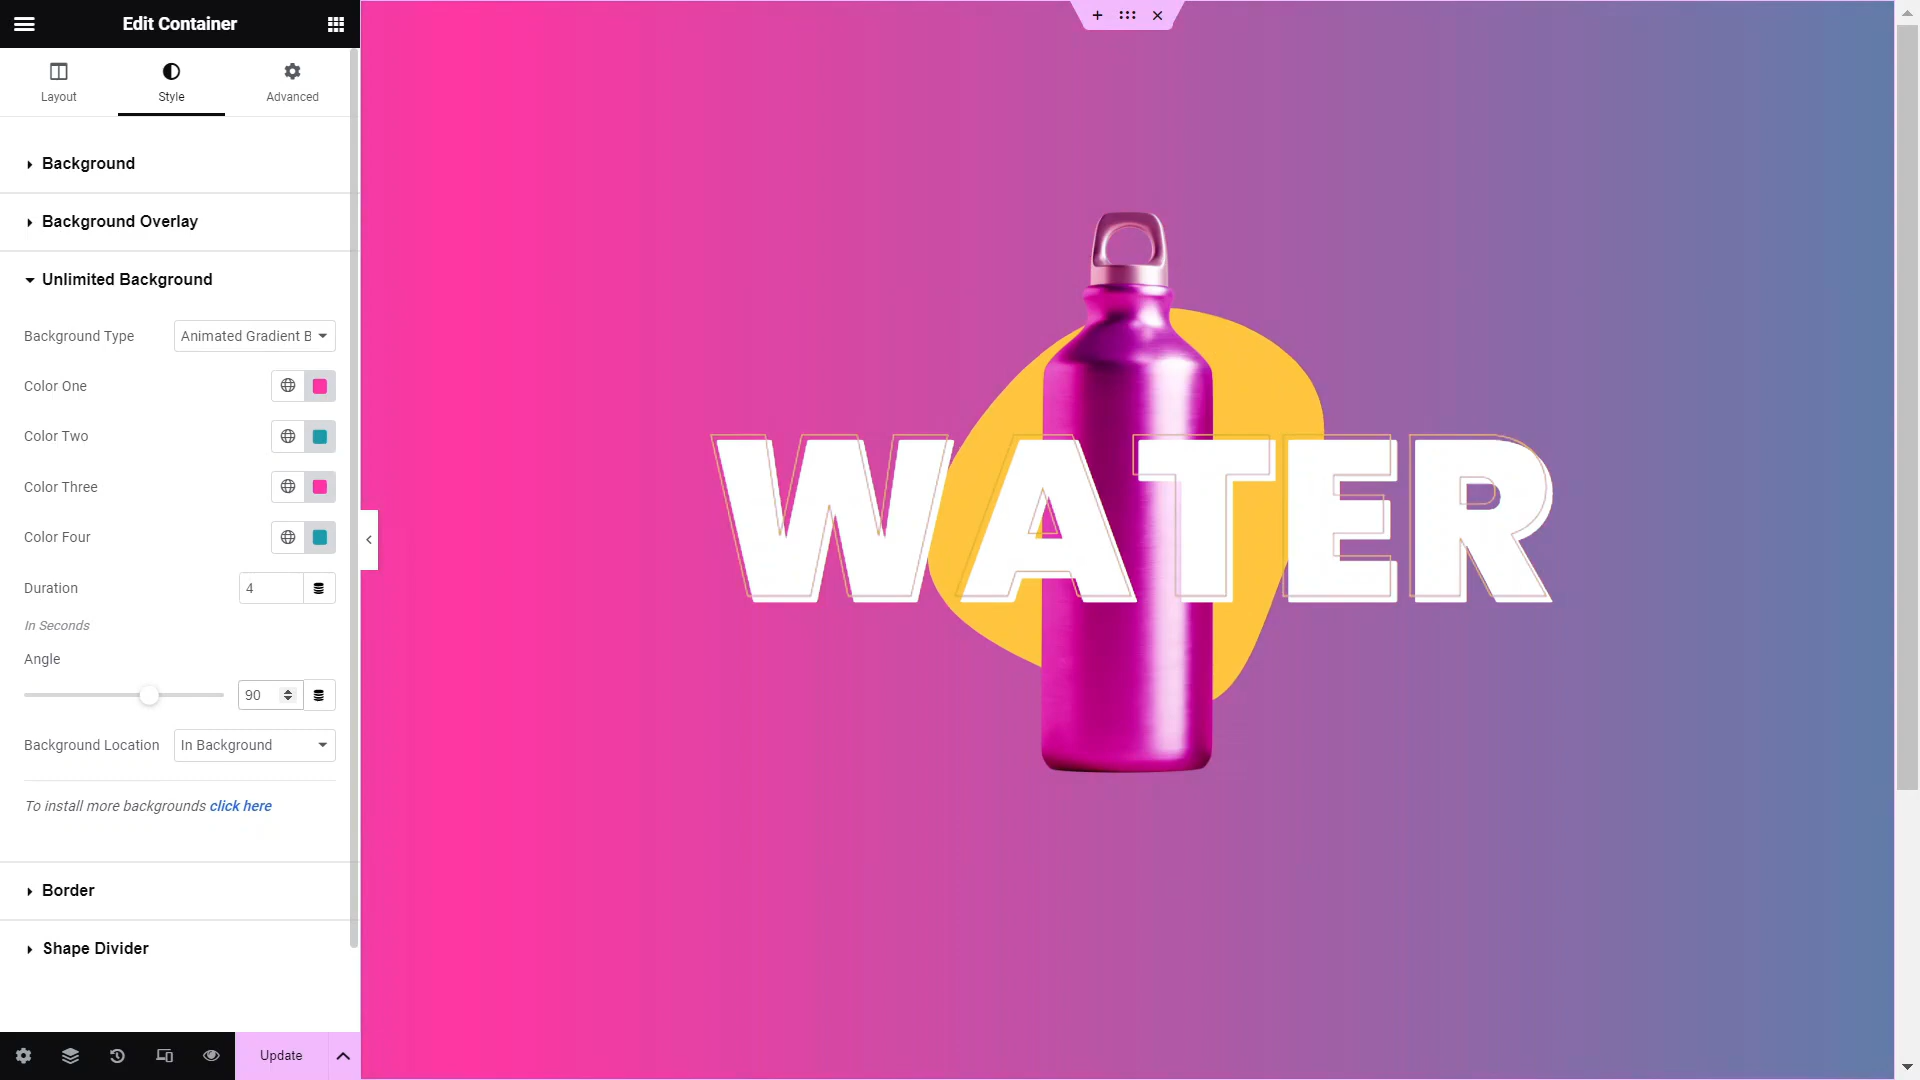 Edit Container
Layout
Style
Advanced
Background
Background Overlay
Unlimited Background
Background Type
Animated Gradient B
Color One
Color Two
Color Three
Color Four
Duration
4
In Seconds
Angle
90
Background Location
In Background
To install more backgrounds click here
Border
Shape Divider
Update
WATER